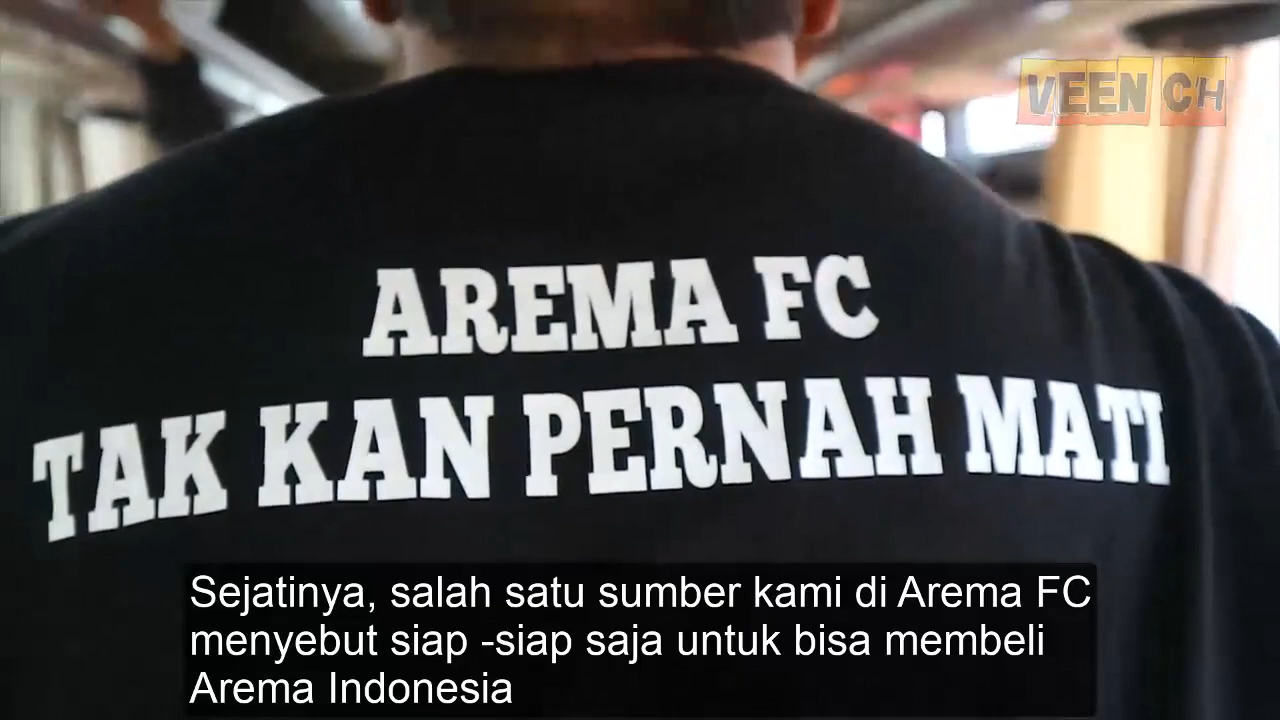 VEEN CH
AREMA FC
TAK KAN PERNAH MATI
Sejatinya, salah satu sumber kami di Arema FC
menyebut siap -siap saja untuk bisa membeli
Arema Indonesia